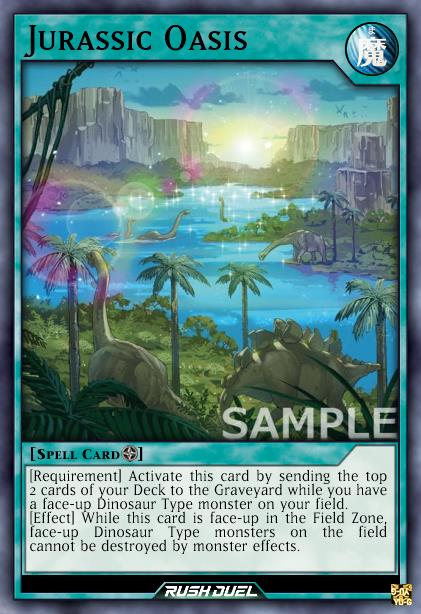 JURASSIC OASIS
ま
魔
SAMPLE
[SPELL CARD]
[Requirement] Activate this card by sending the top
2 cards of your Deck to the Graveyard while you have
a face-up Dinosaur Type monster on your field.
[Effect] While this card is face-up in the Field Zone,
face-up Dinosaur Type monsters on the field
cannot be destroyed by monster effects.
RUSH DUEL